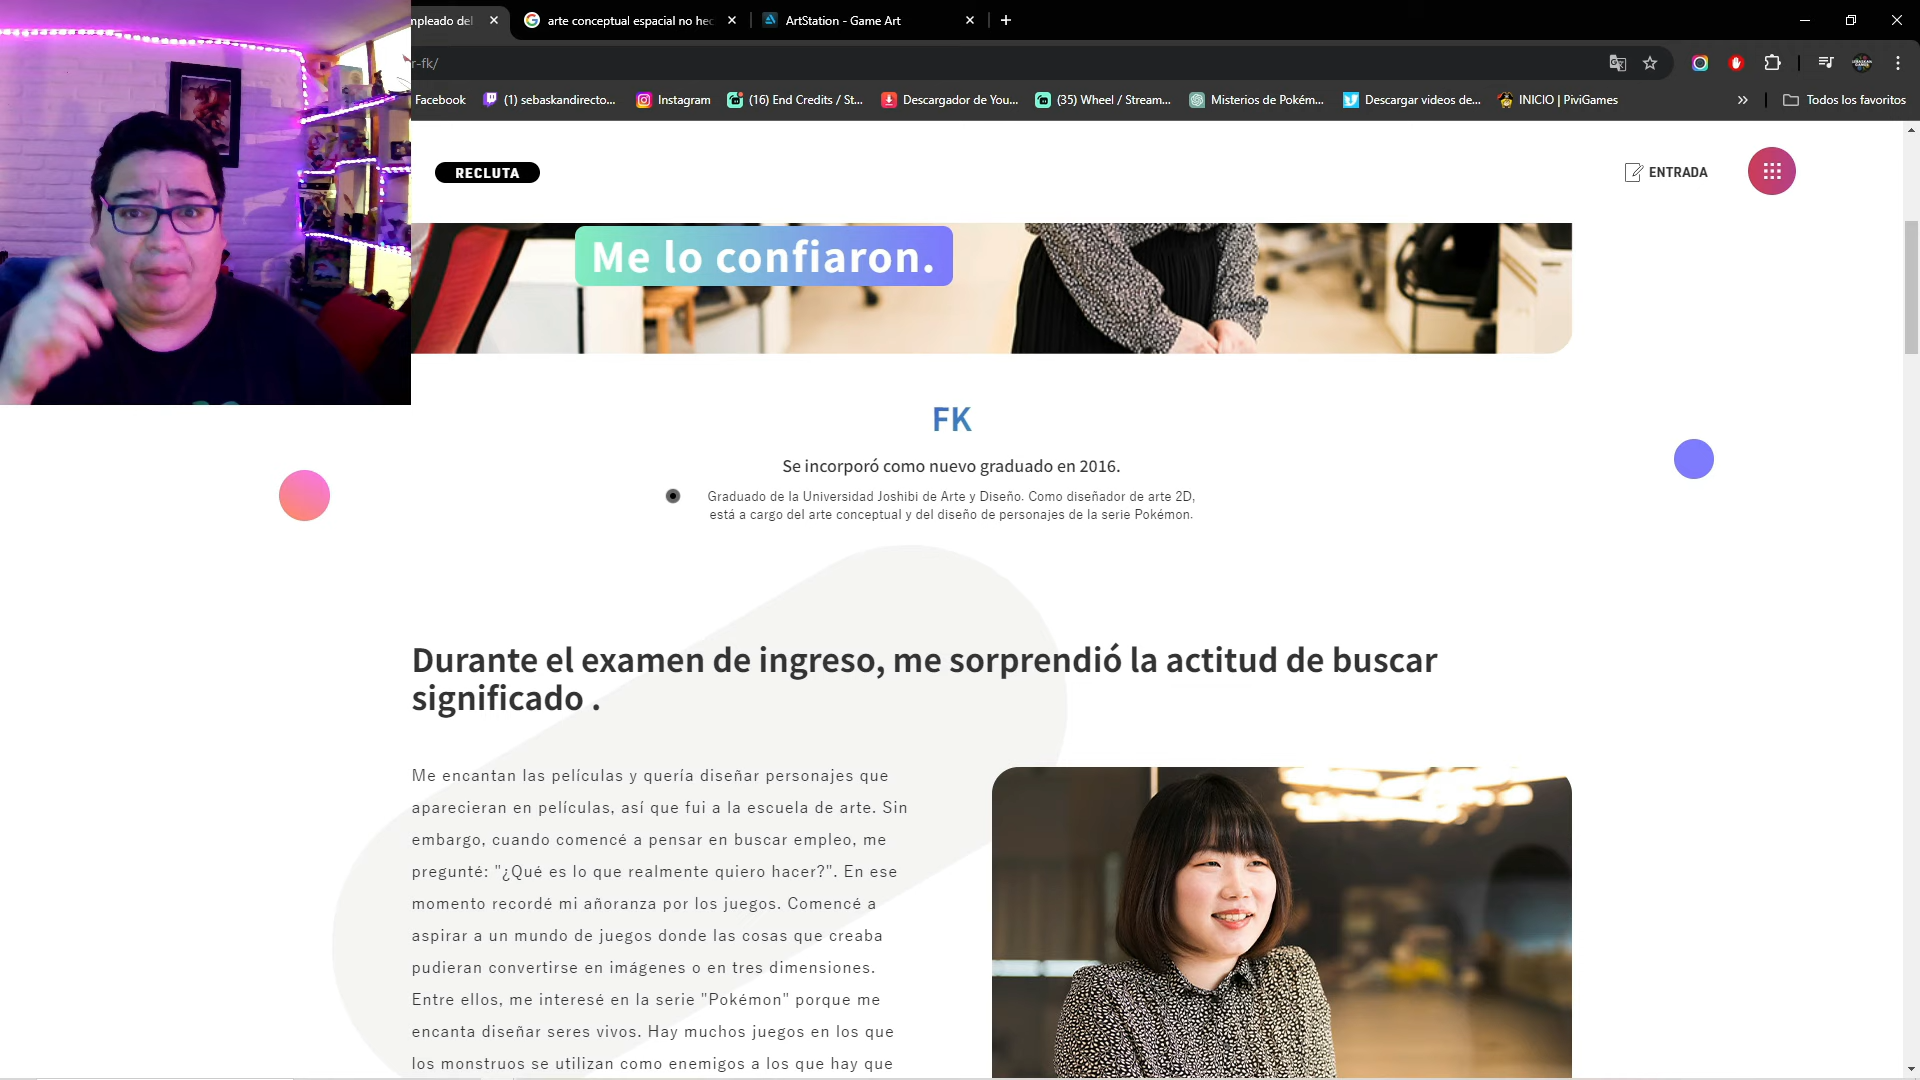 mpleado del
arte conceptual espacial no hec
ArtStation - Game Art
r-fk/
Facebook
(1) sebaskandirecto...
Instagram
(16) End Credits / St...
Descargador de You...
(35) Wheel / Stream...
Misterios de Pokém...
Descargar videos de...
INICIO | PiviGames
Todos los favoritos
RECLUTA
ENTRADA
Me lo confiaron.
FK
Se incorporó como nuevo graduado en 2016.
Graduado de la Universidad Joshibi de Arte y Diseño. Como diseñador de arte 2D,
está a cargo del arte conceptual y del diseño de personajes de la serie Pokémon.
Durante el examen de ingreso, me sorprendió la actitud de buscar
significado .
Me encantan las películas y quería diseñar personajes que
aparecieran en películas, así que fui a la escuela de arte. Sin
embargo, cuando comencé a pensar en buscar empleo, me
pregunté: "¿Qué es lo que realmente quiero hacer?". En ese
momento recordé mi añoranza por los juegos. Comencé a
aspirar a un mundo de juegos donde las cosas que creaba
pudieran convertirse en imágenes o en tres dimensiones.
Entre ellos, me interesé en la serie "Pokémon" porque me
encanta diseñar seres vivos. Hay muchos juegos en los que
los monstruos se utilizan como enemigos a los que hay que